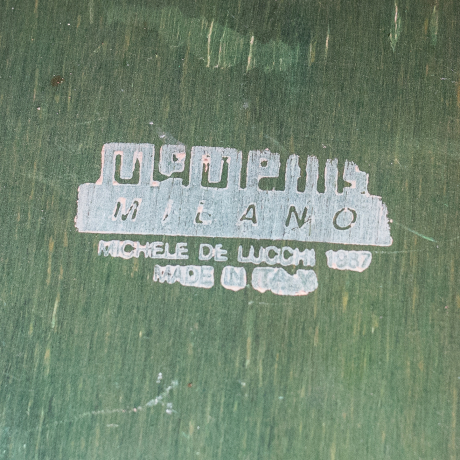 MEMPHIS
MILANO
MICHELE DE LUCCHI 1987
MADE IN ITALY